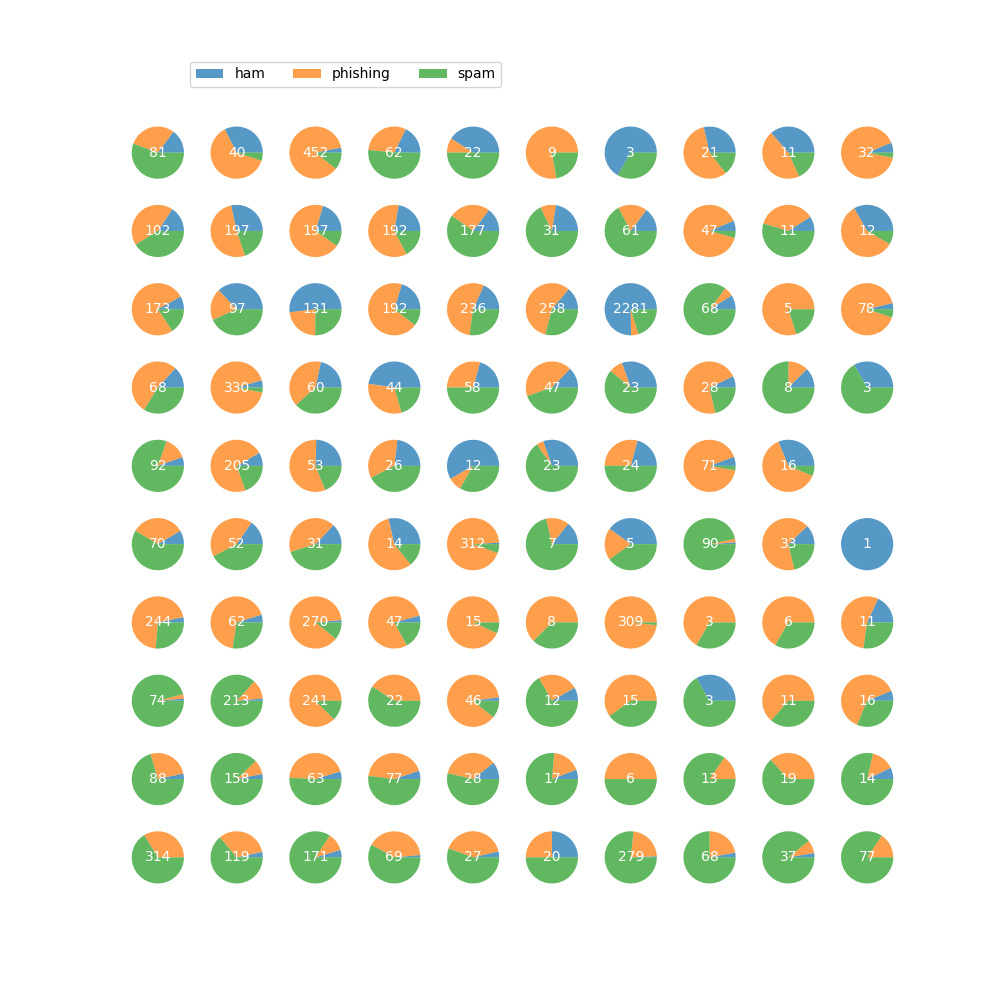 ham phishing spam
81 40 452 62 22 9 3 21 11 32
102 197 197 192 177 31 61 47 11 12
173 97 131 192 236 258 2281 68 5 78
68 330 60 44 58 47 23 28 8 3
92 205 53 26 12 23 24 71 16
70 52 31 14 312 7 5 90 33 1
244 62 270 47 15 8 309 3 6 11
74 213 241 22 46 12 15 3 11 16
88 158 63 77 28 17 6 13 19 14
314 119 171 69 27 20 279 68 37 77